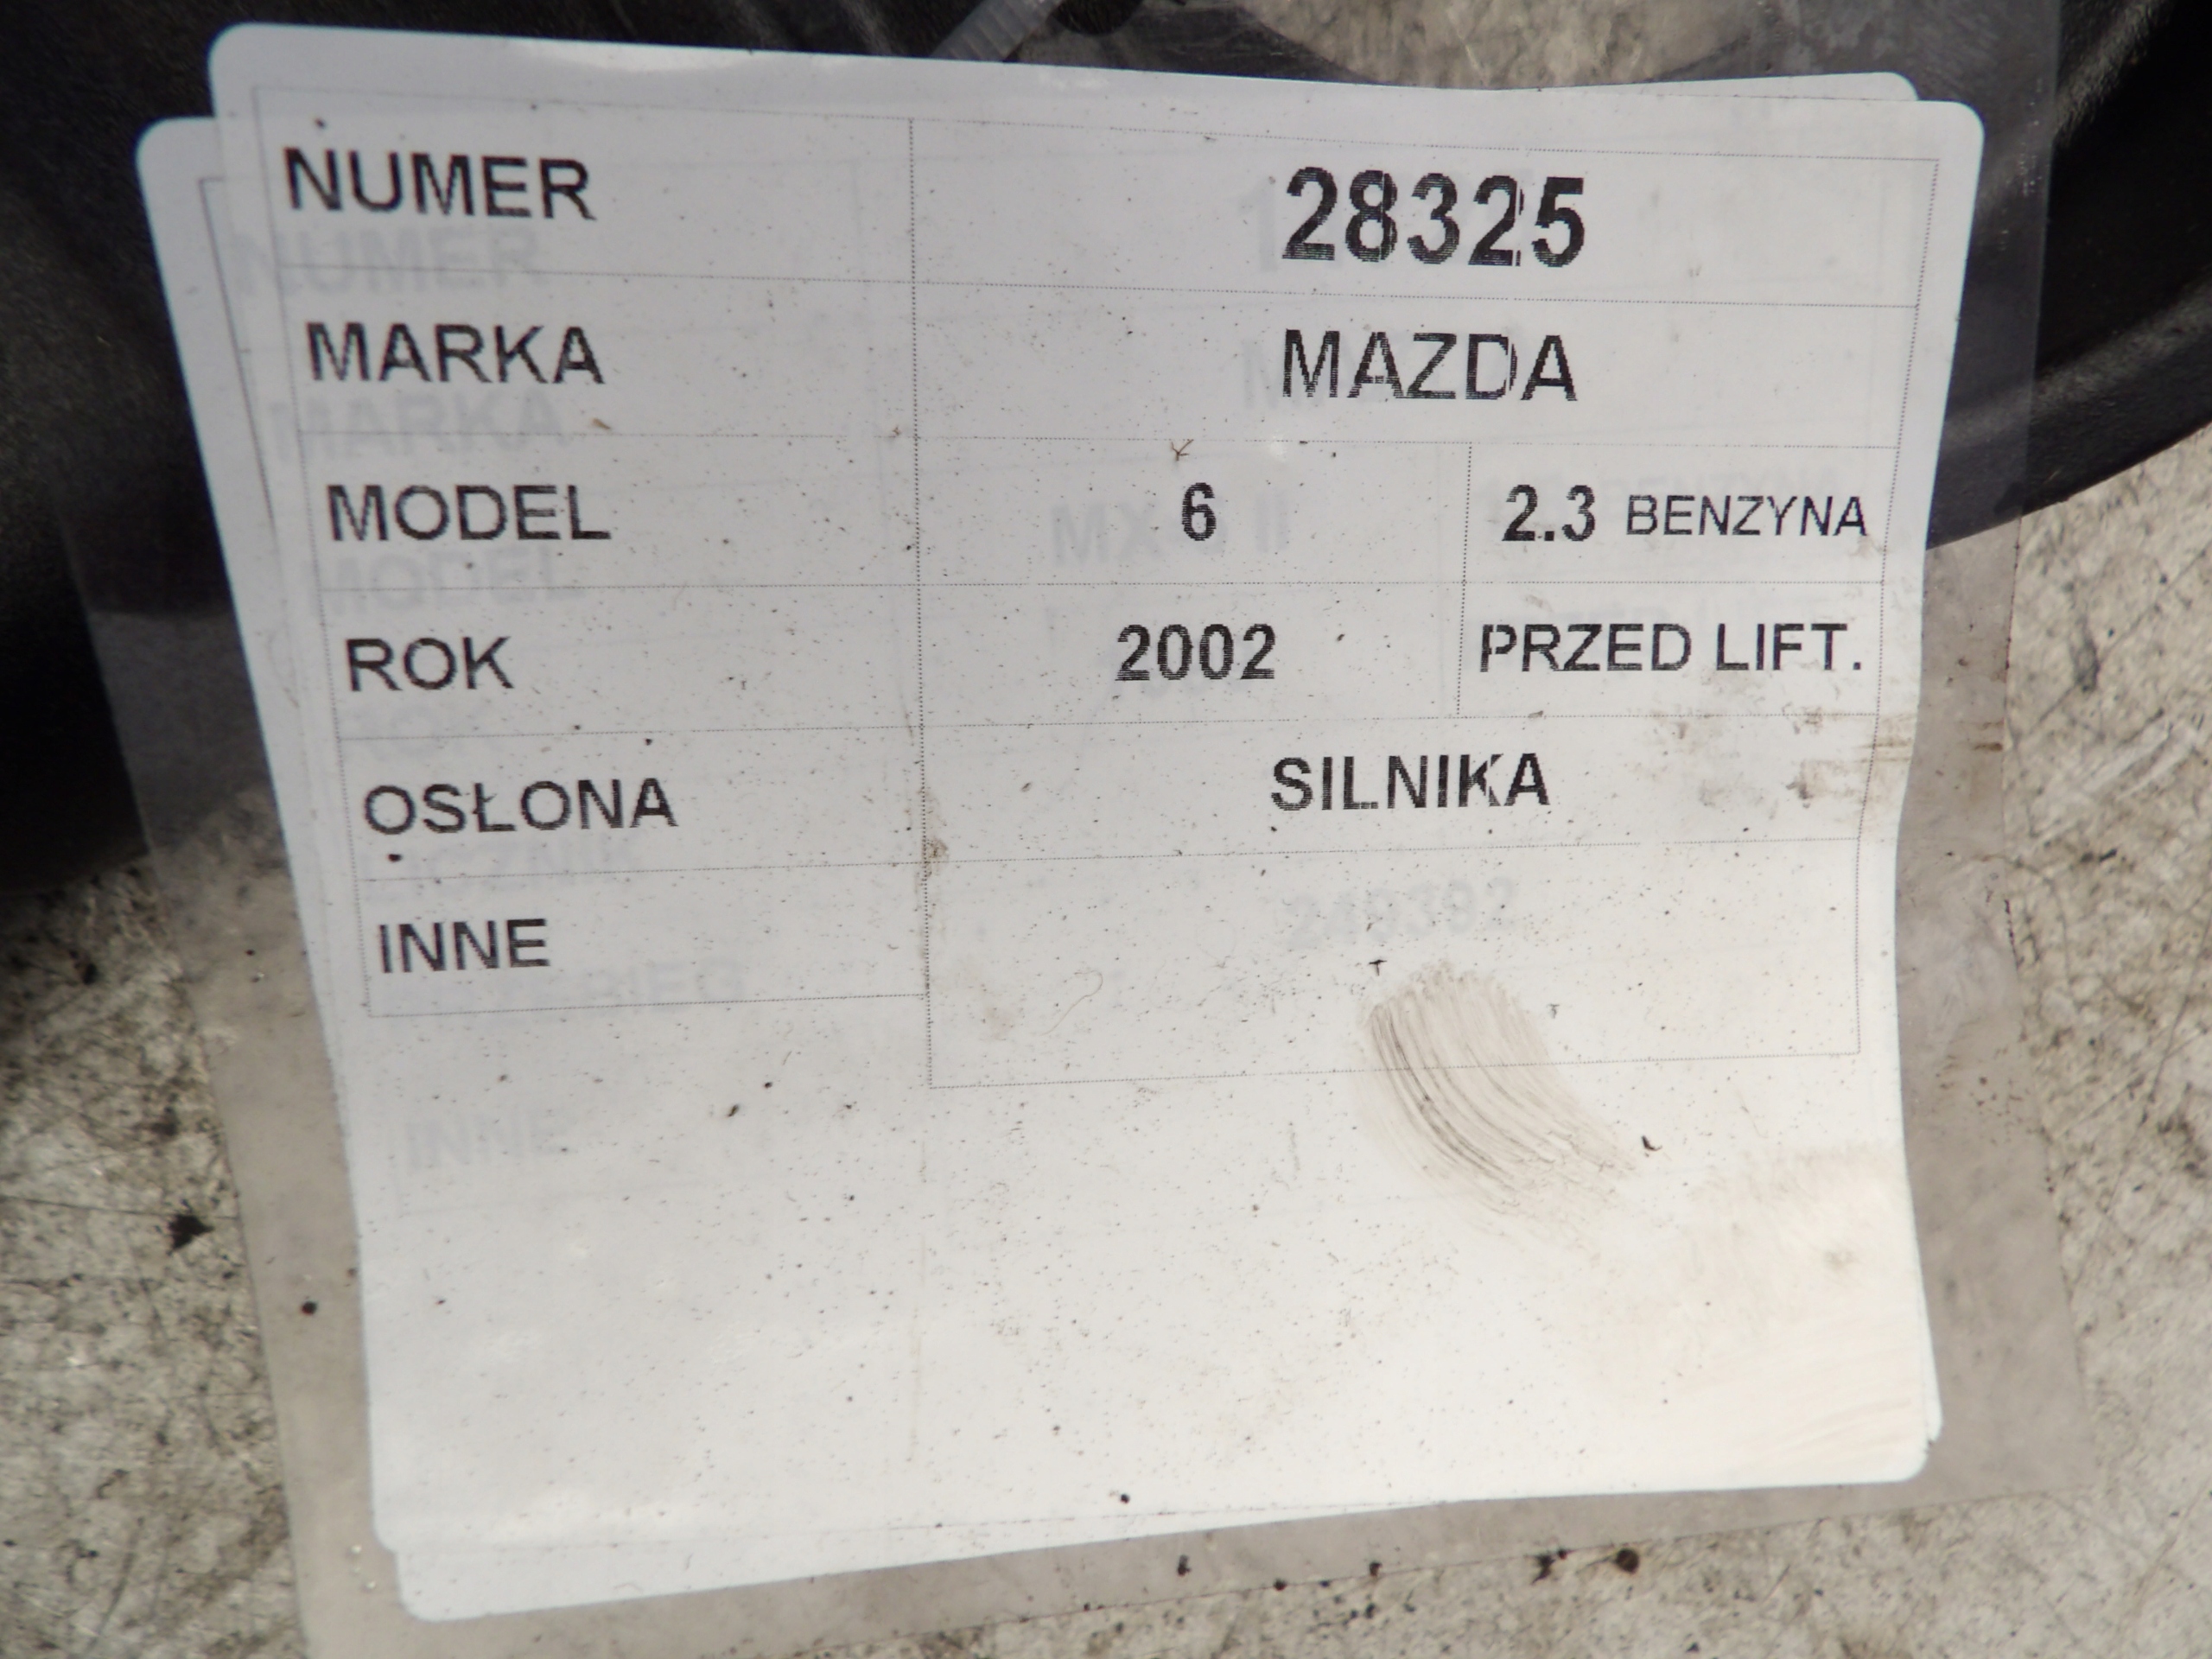 NUMER 28325
MARKA MAZDA
MODEL 6 2.3 BENZYNA
ROK 2002 PRZED LIFT.
OSŁONA SILNIKA
INNE